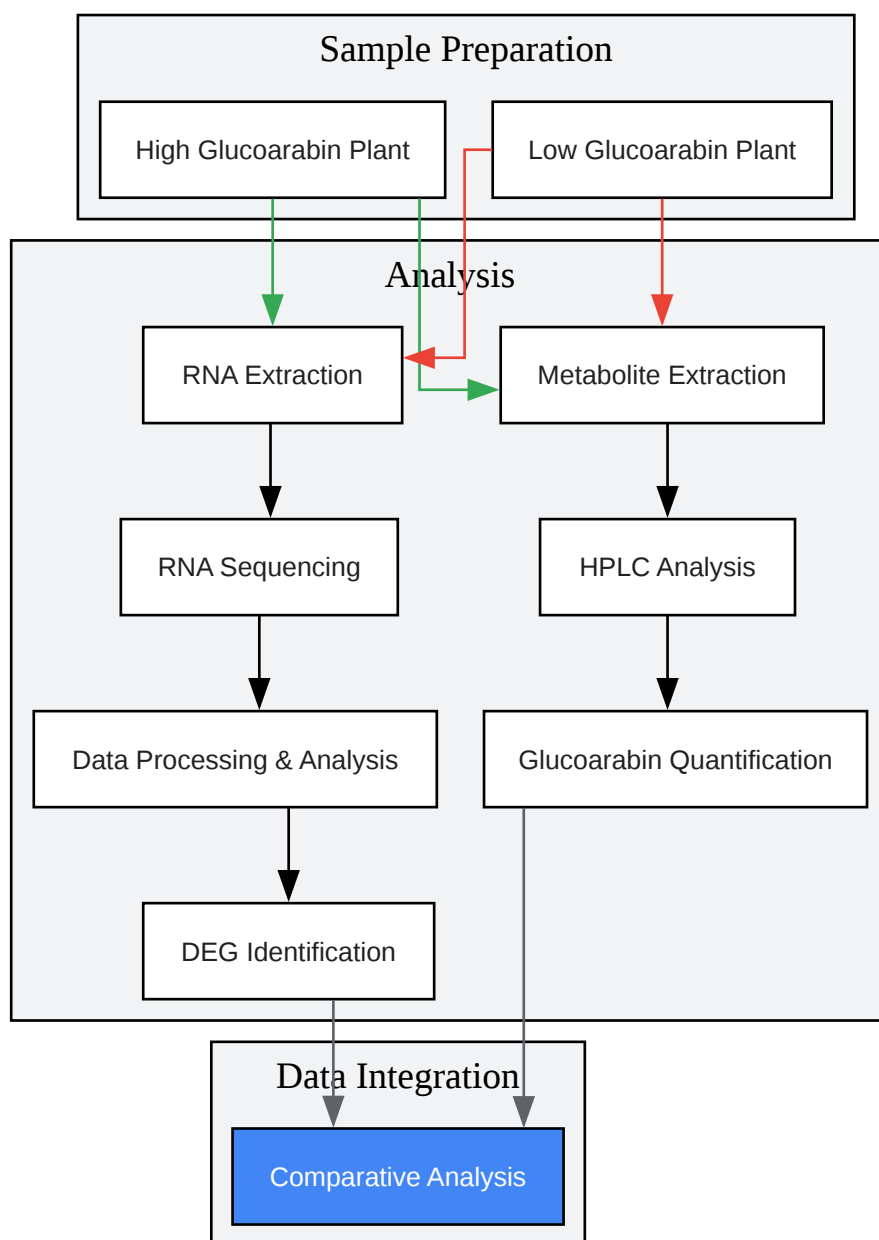 Sample Preparation
High Glucoarabin Plant
Low Glucoarabin Plant
Analysis
RNA Extraction
Metabolite Extraction
RNA Sequencing
HPLC Analysis
Data Processing & Analysis
Glucoarabin Quantification
DEG Identification
Data Integration
Comparative Analysis